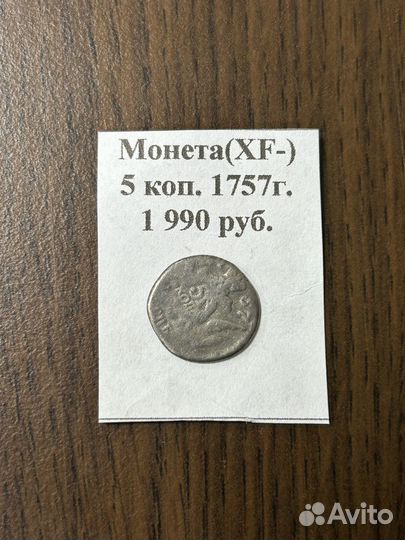 Монета(XF-)
5 коп. 1757г.
1 990 руб.
Avito